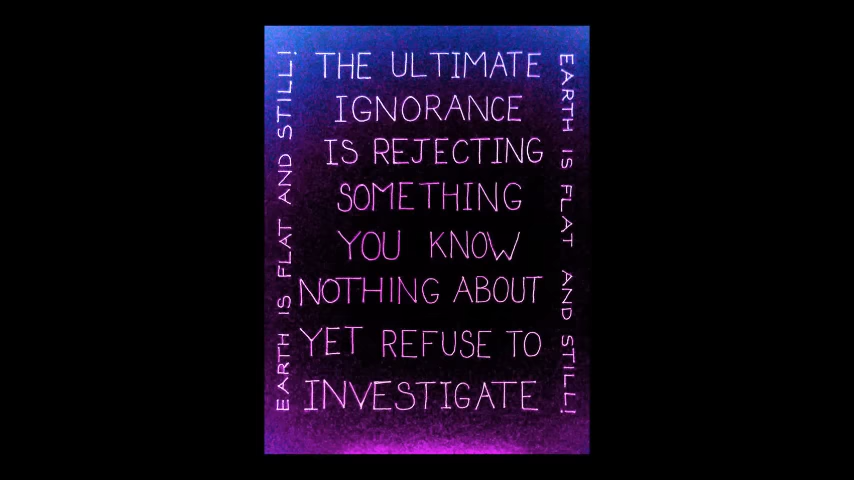 THE ULTIMATE
IGNORANCE
IS REJECTING
SOMETHING
YOU KNOW
NOTHING ABOUT
YET REFUSE TO
INVESTIGATE
EARTH IS FLAT AND STILL!
EARTH IS FLAT AND STILL!